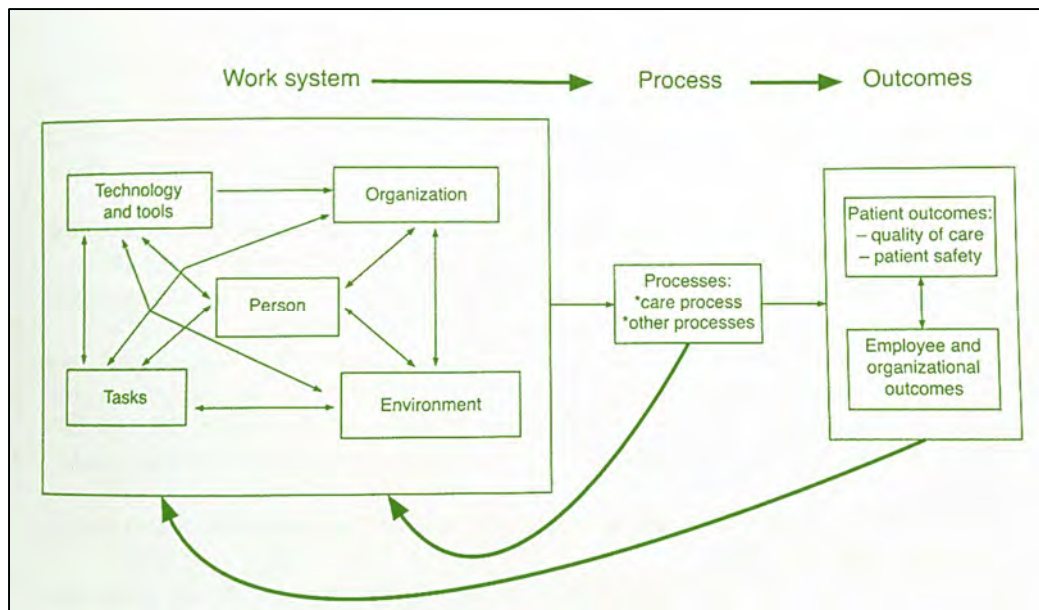 Work system
Process
Outcomes
Technology
and tools
Organization
Person
Tasks
Environment
Processes:
*care process
*other processes
Patient outcomes:
– quality of care
– patient safety
Employee and
organizational
outcomes